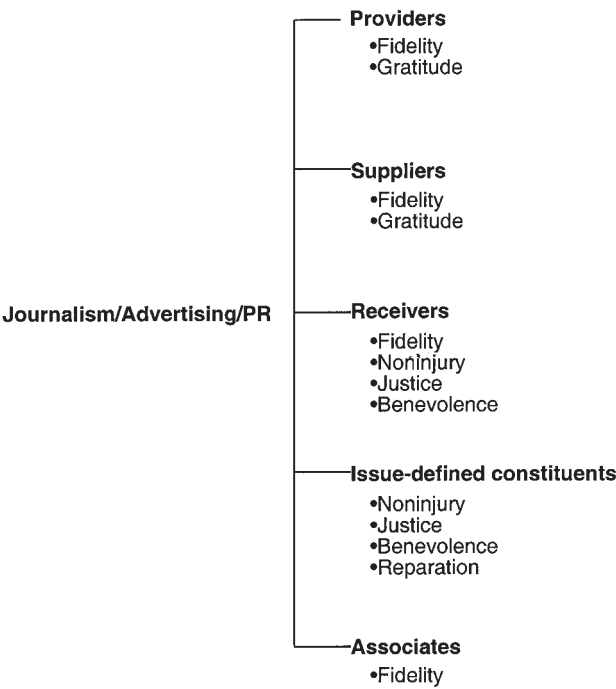 Providers
•Fidelity
•Gratitude
Suppliers
•Fidelity
•Gratitude
Journalism/Advertising/PR
Receivers
•Fidelity
•Noninjury
•Justice
•Benevolence
Issue-defined constituents
•Noninjury
•Justice
•Benevolence
•Reparation
Associates
•Fidelity